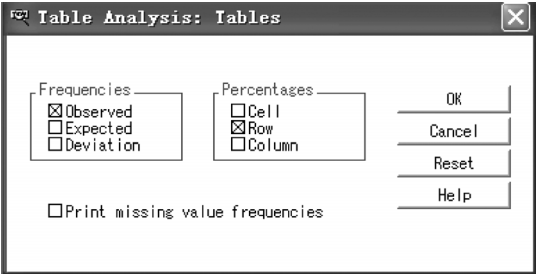 Table Analysis: Tables
Frequencies
Observed
Expected
Deviation
Percentages
Cell
Row
Column
OK
Cancel
Reset
Help
Print missing value frequencies